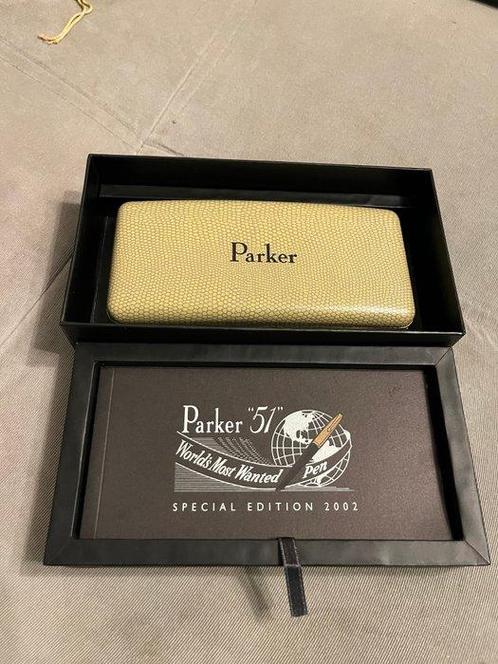 Parker
Parker "51"
World's Most Wanted Pen
SPECIAL EDITION 2002